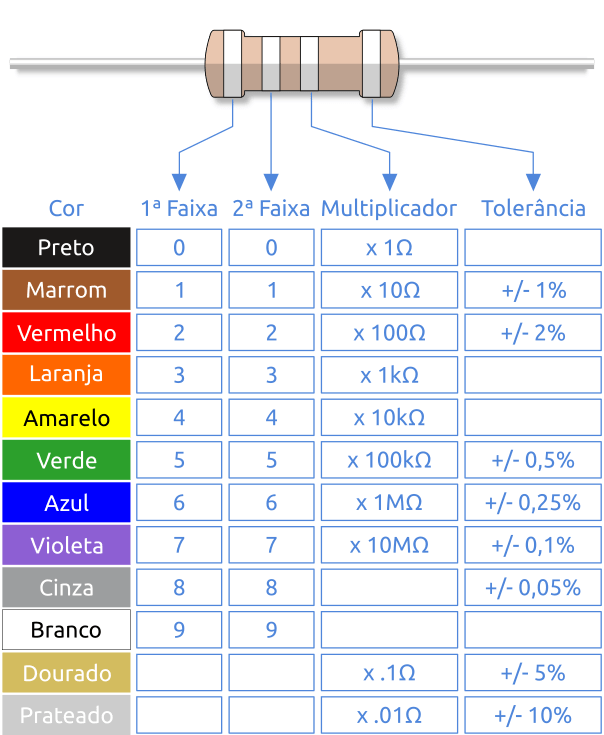 Cor 1ª Faixa 2ª Faixa Multiplicador Tolerância
Preto 0 0 x 1Ω
Marrom 1 1 x 10Ω +/- 1%
Vermelho 2 2 x 100Ω +/- 2%
Laranja 3 3 x 1kΩ
Amarelo 4 4 x 10kΩ
Verde 5 5 x 100kΩ +/- 0,5%
Azul 6 6 x 1MΩ +/- 0,25%
Violeta 7 7 x 10MΩ +/- 0,1%
Cinza 8 8 +/- 0,05%
Branco 9 9
Dourado x .1Ω +/- 5%
Prateado x .01Ω +/- 10%